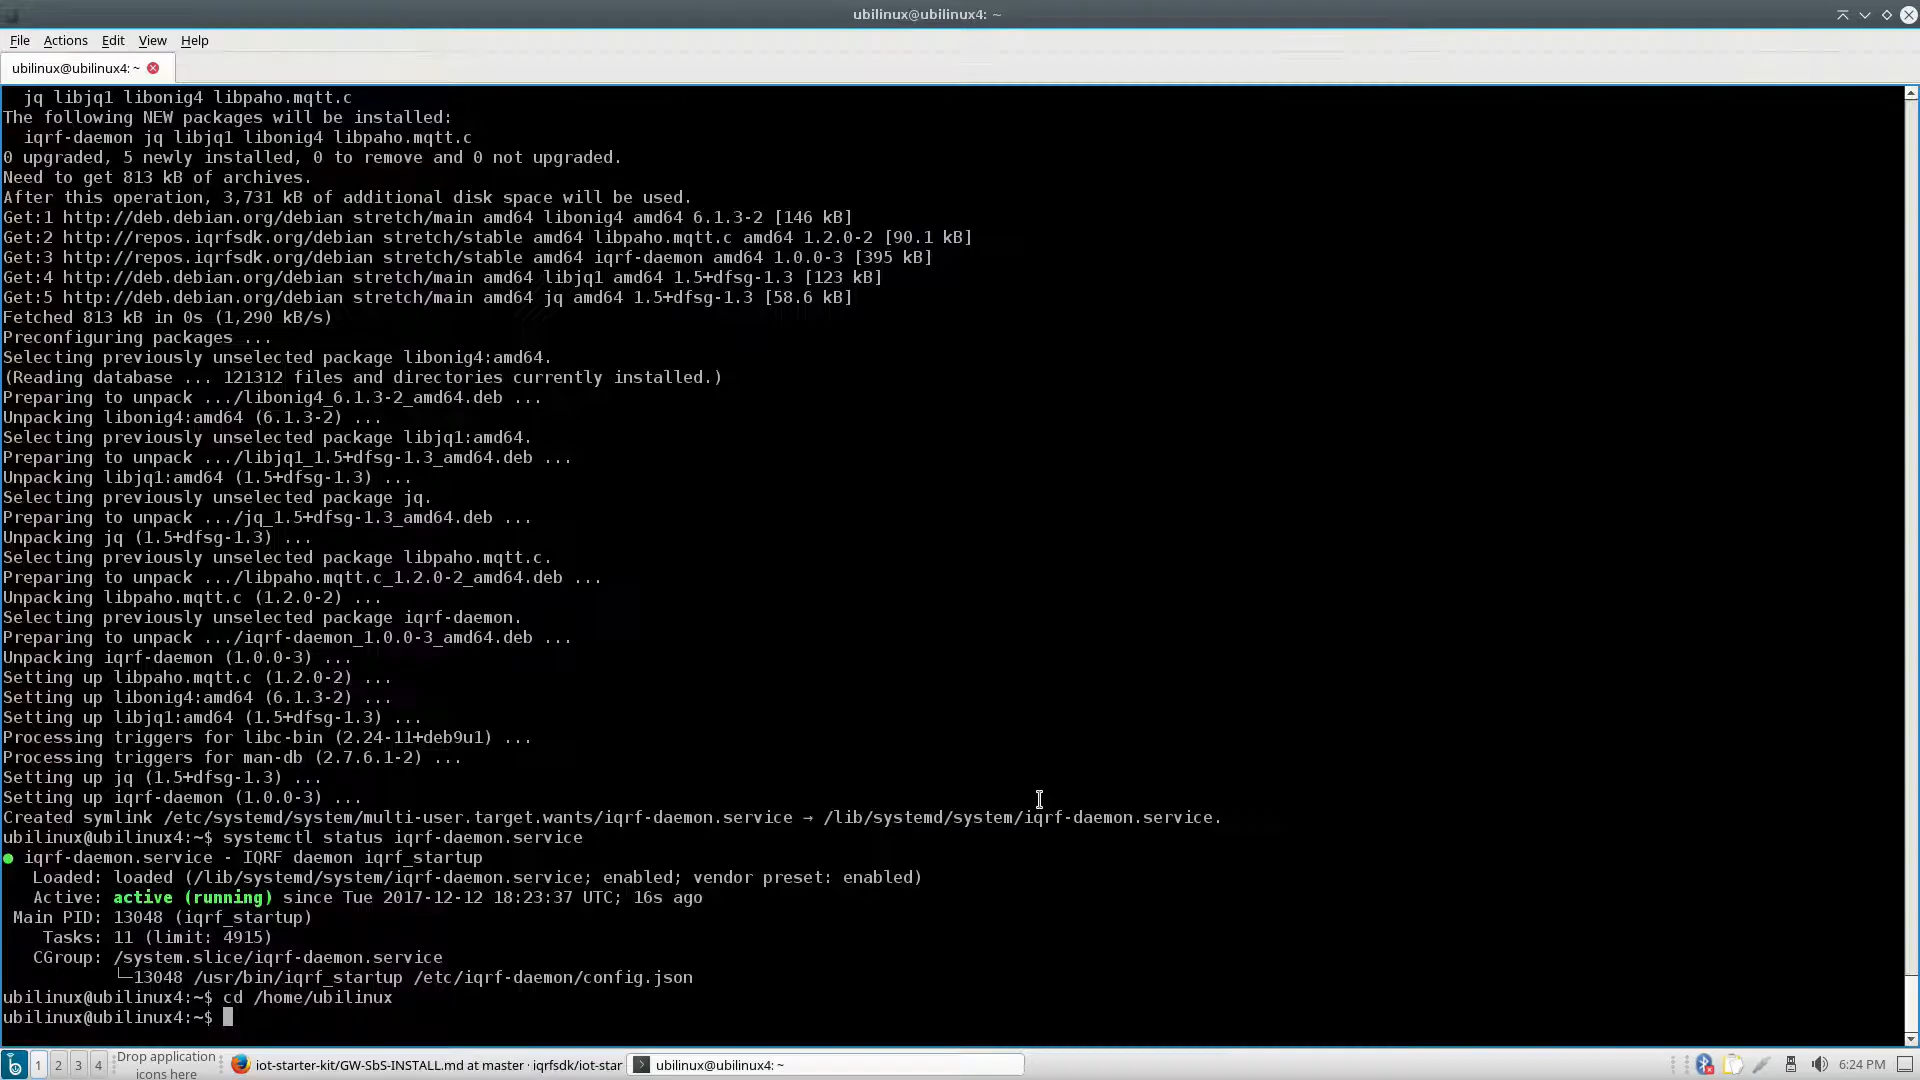 ubilinux@ubilinux4: ~
File Actions Edit View Help
ubilinux@ubilinux4: ~
jq libjq1 libonig4 libpaho.mqtt.c
The following NEW packages will be installed:
iqrf-daemon jq libjq1 libonig4 libpaho.mqtt.c
0 upgraded, 5 newly installed, 0 to remove and 0 not upgraded.
Need to get 813 kB of archives.
After this operation, 3,731 kB of additional disk space will be used.
Get:1 http://deb.debian.org/debian stretch/main amd64 libonig4 amd64 6.1.3-2 [146 kB]
Get:2 http://repos.iqrfsdk.org/debian stretch/stable amd64 libpaho.mqtt.c amd64 1.2.0-2 [90.1 kB]
Get:3 http://repos.iqrfsdk.org/debian stretch/stable amd64 iqrf-daemon amd64 1.0.0-3 [395 kB]
Get:4 http://deb.debian.org/debian stretch/main amd64 libjq1 amd64 1.5+dfsg-1.3 [123 kB]
Get:5 http://deb.debian.org/debian stretch/main amd64 jq amd64 1.5+dfsg-1.3 [58.6 kB]
Fetched 813 kB in 0s (1,290 kB/s)
Preconfiguring packages ...
Selecting previously unselected package libonig4:amd64.
(Reading database ... 121312 files and directories currently installed.)
Preparing to unpack .../libonig4_6.1.3-2_amd64.deb ...
Unpacking libonig4:amd64 (6.1.3-2) ...
Selecting previously unselected package libjq1:amd64.
Preparing to unpack .../libjq1_1.5+dfsg-1.3_amd64.deb ...
Unpacking libjq1:amd64 (1.5+dfsg-1.3) ...
Selecting previously unselected package jq.
Preparing to unpack .../jq_1.5+dfsg-1.3_amd64.deb ...
Unpacking jq (1.5+dfsg-1.3) ...
Selecting previously unselected package libpaho.mqtt.c.
Preparing to unpack .../libpaho.mqtt.c_1.2.0-2_amd64.deb ...
Unpacking libpaho.mqtt.c (1.2.0-2) ...
Selecting previously unselected package iqrf-daemon.
Preparing to unpack .../iqrf-daemon_1.0.0-3_amd64.deb ...
Unpacking iqrf-daemon (1.0.0-3) ...
Setting up libpaho.mqtt.c (1.2.0-2) ...
Setting up libonig4:amd64 (6.1.3-2) ...
Setting up libjq1:amd64 (1.5+dfsg-1.3) ...
Processing triggers for libc-bin (2.24-11+deb9u1) ...
Processing triggers for man-db (2.7.6.1-2) ...
Setting up jq (1.5+dfsg-1.3) ...
Setting up iqrf-daemon (1.0.0-3) ...
Created symlink /etc/systemd/system/multi-user.target.wants/iqrf-daemon.service → /lib/systemd/system/iqrf-daemon.service.
ubilinux@ubilinux4:~$ systemctl status iqrf-daemon.service
● iqrf-daemon.service - IQRF daemon iqrf_startup
Loaded: loaded (/lib/systemd/system/iqrf-daemon.service; enabled; vendor preset: enabled)
Active: active (running) since Tue 2017-12-12 18:23:37 UTC; 16s ago
Main PID: 13048 (iqrf_startup)
Tasks: 11 (limit: 4915)
CGroup: /system.slice/iqrf-daemon.service
└─13048 /usr/bin/iqrf_startup /etc/iqrf-daemon/config.json
ubilinux@ubilinux4:~$ cd /home/ubilinux
ubilinux@ubilinux4:~$
1 2 3 4 Drop application icons here iot-starter-kit/GW-SbS-INSTALL.md at master · iqrfsdk/iot-star ubilinux@ubilinux4: ~ 6:24 PM